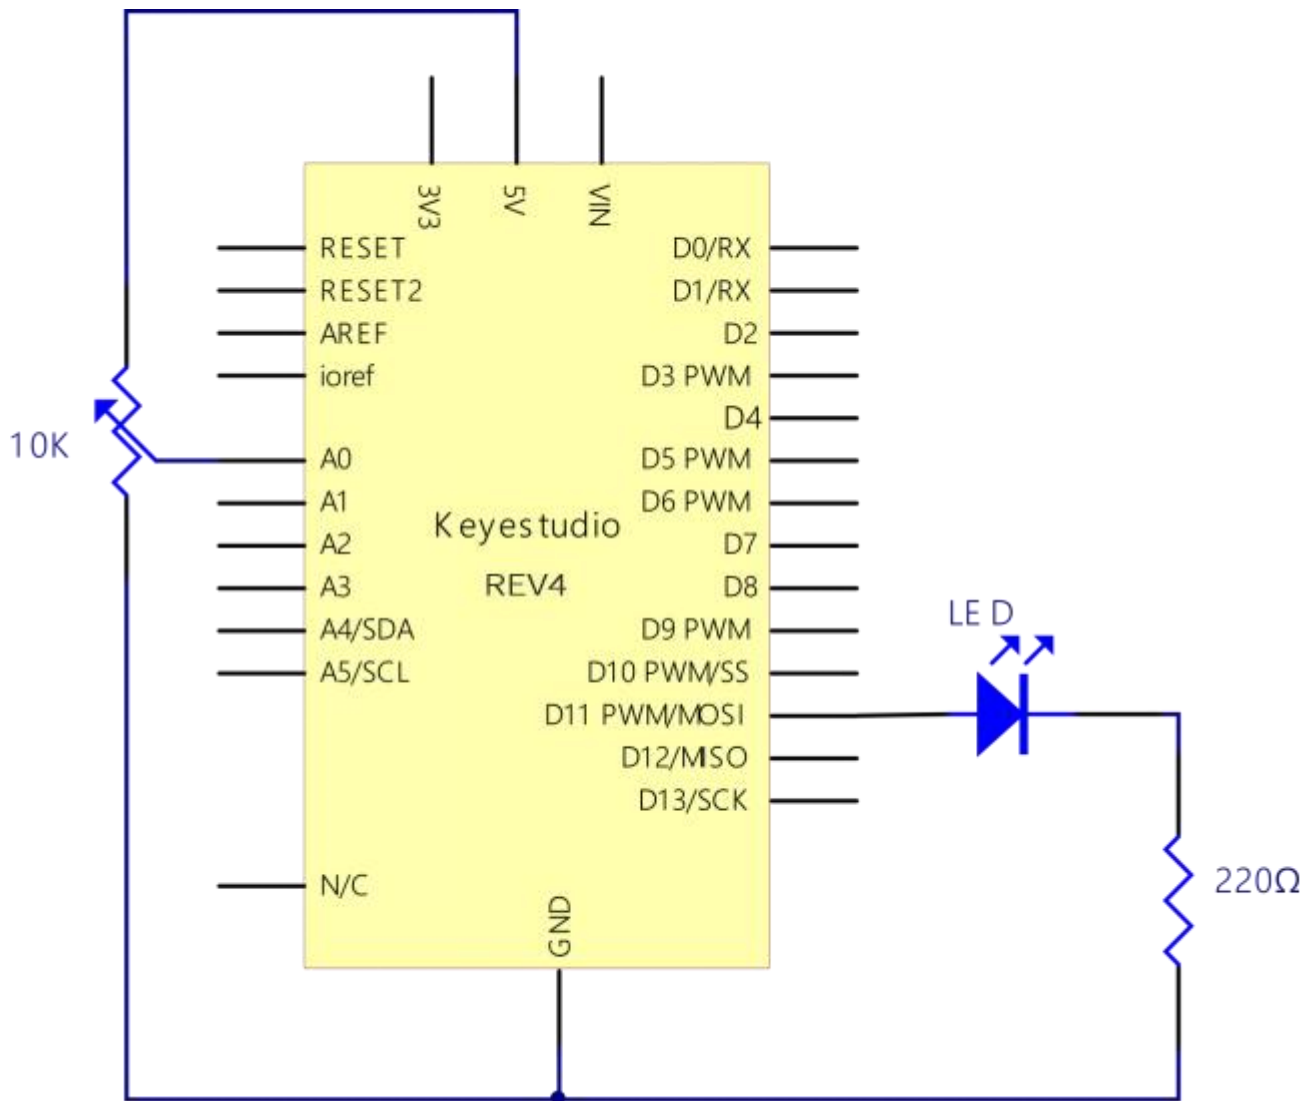 3V3
5V
VIN
RESET
RESET2
AREF
ioref
10K
A0
A1
A2
A3
A4/SDA
A5/SCL
N/C
Keyestudio
REV4
D0/RX
D1/RX
D2
D3 PWM
D4
D5 PWM
D6 PWM
D7
D8
D9 PWM
D10 PWM/SS
D11 PWM/MOSI
D12/MISO
D13/SCK
GND
LED
220Ω